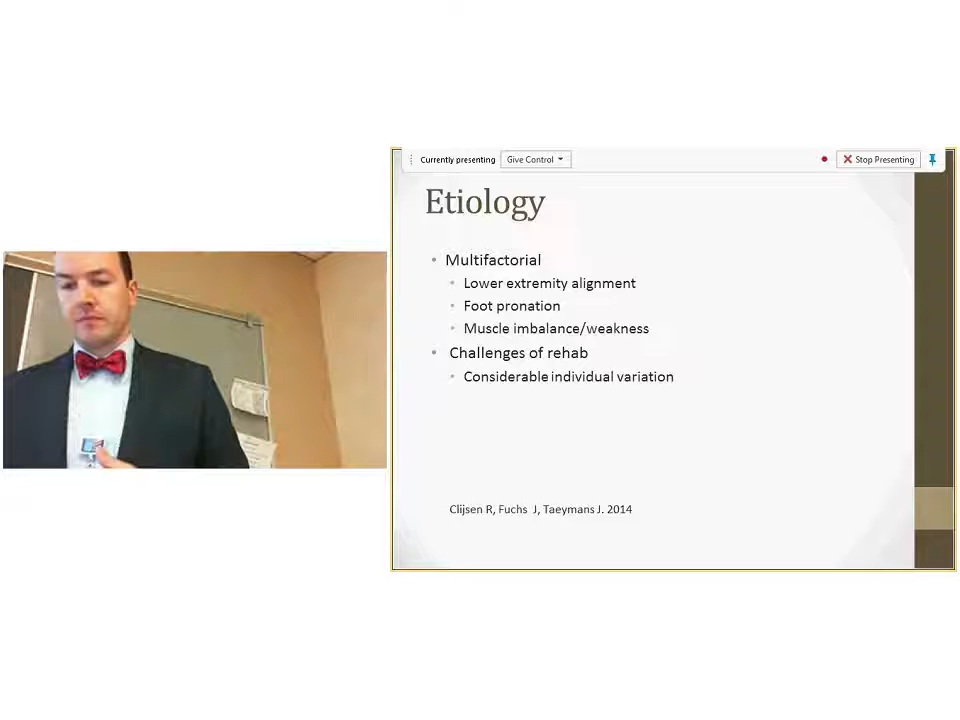 Currently presenting Give Control Stop Presenting
Etiology
Multifactorial
Lower extremity alignment
Foot pronation
Muscle imbalance/weakness
Challenges of rehab
Considerable individual variation
Clijsen R, Fuchs J, Taeymans J. 2014